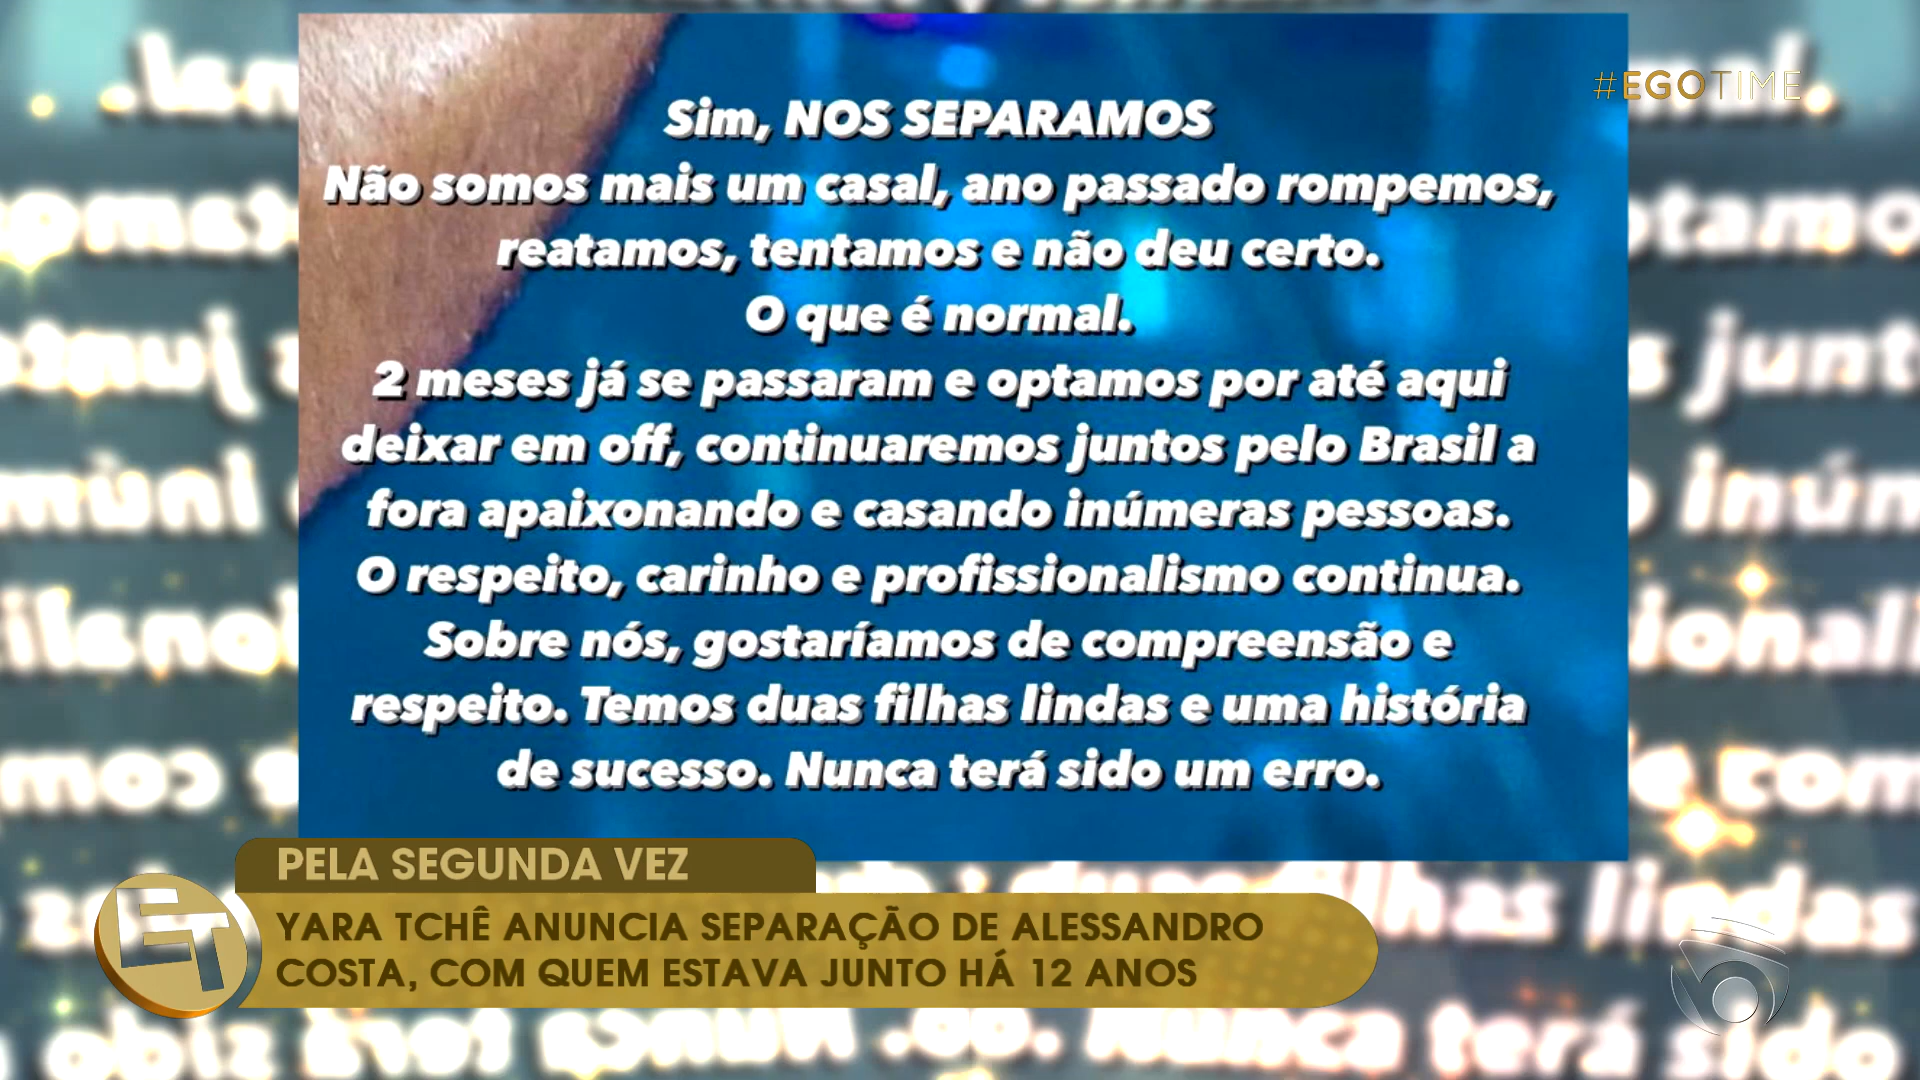 #EGOTIME
Sim, NOS SEPARAMOS
Não somos mais um casal, ano passado rompemos,
reatamos, tentamos e não deu certo.
O que é normal.
2 meses já se passaram e optamos por até aqui
deixar em off, continuaremos juntos pelo Brasil a
fora apaixonando e casando inúmeras pessoas.
O respeito, carinho e profissionalismo continua.
Sobre nós, gostaríamos de compreensão e
respeito. Temos duas filhas lindas e uma história
de sucesso. Nunca terá sido um erro.
PELA SEGUNDA VEZ
ET
YARA TCHÊ ANUNCIA SEPARAÇÃO DE ALESSANDRO
COSTA, COM QUEM ESTAVA JUNTO HÁ 12 ANOS